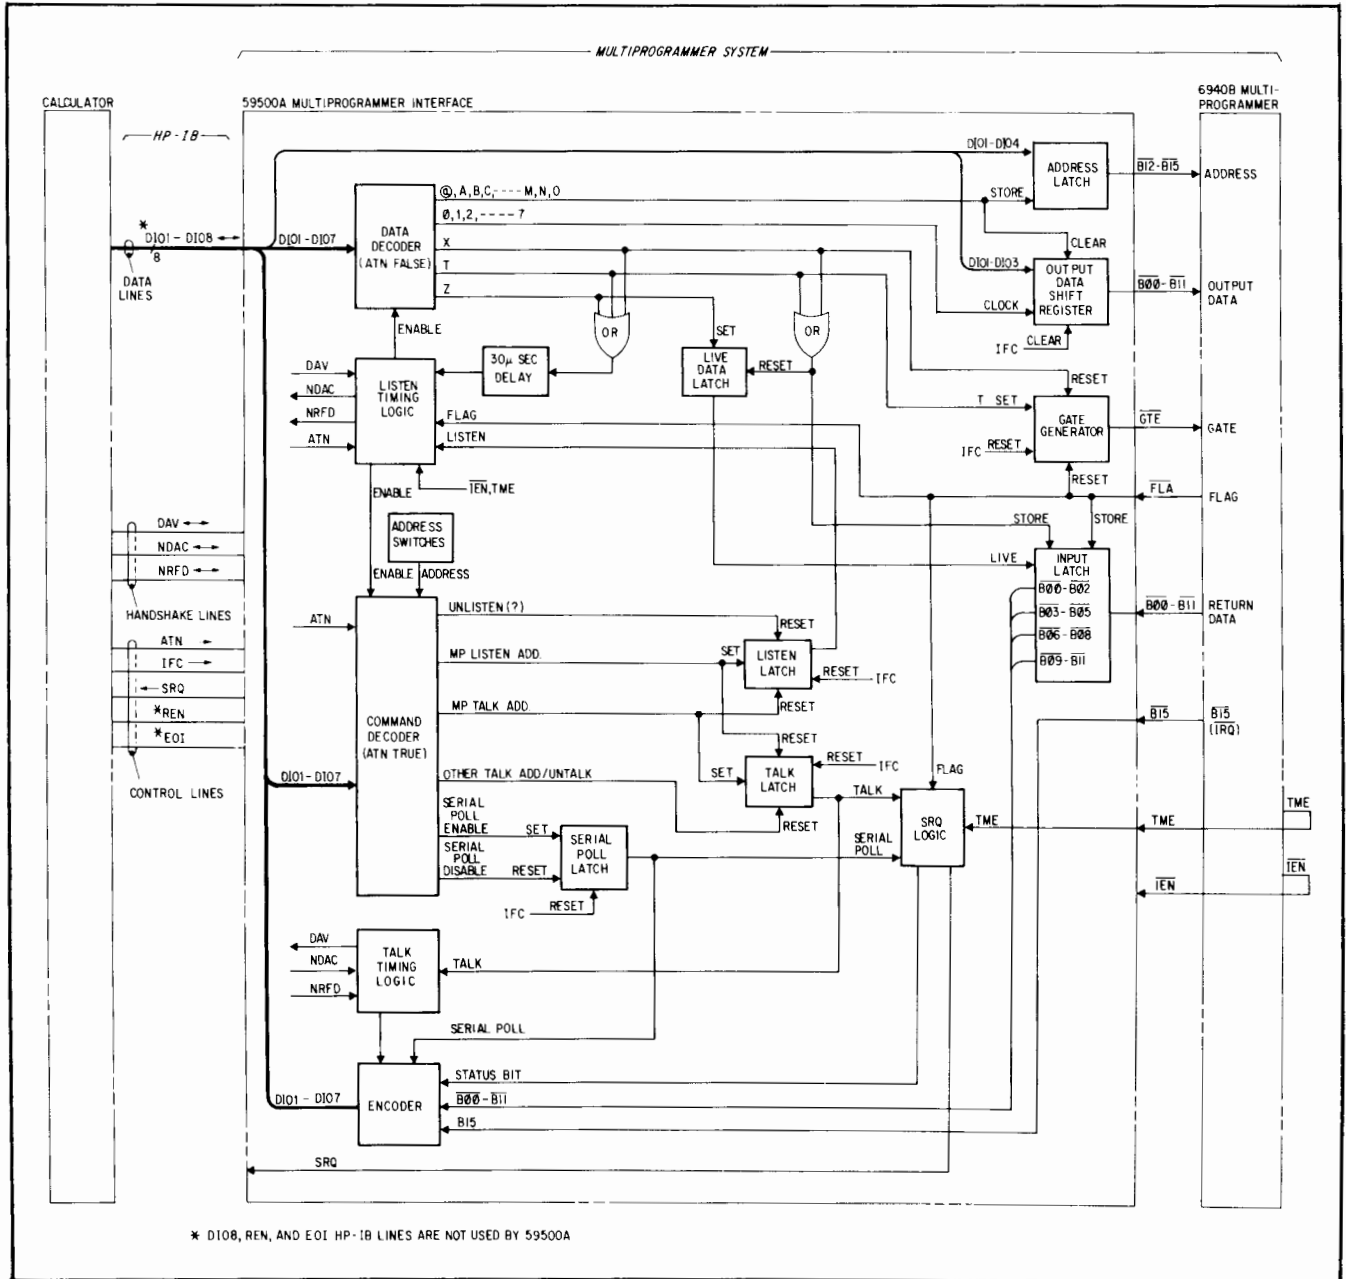 MULTIPROGRAMMER SYSTEM
CALCULATOR
HP-IB
59500A MULTIPROGRAMMER INTERFACE
6940B MULTI-
PROGRAMMER
*
DIO1 - DIO8
8
DATA
LINES
DIO1-DIO7
DATA
DECODER
(ATN FALSE)
@,A,B,C,----M,N,O
Ø,1,2,----7
X
T
Z
DIO1-DIO4
STORE
ADDRESS
LATCH
B12-B15
ADDRESS
CLEAR
DIO1-DIO3
OUTPUT
DATA
SHIFT
REGISTER
BØØ-B11
OUTPUT
DATA
CLOCK
CLEAR
IFC
ENABLE
OR
OR
SET
RESET
30µ SEC
DELAY
LIVE
DATA
LATCH
DAV
NDAC
NRFD
ATN
LISTEN
TIMING
LOGIC
FLAG
LISTEN
RESET
T SET
GATE
GENERATOR
GTE
GATE
IFC
RESET
RESET
ENABLE
IEN,TME
FLA
FLAG
ADDRESS
SWITCHES
STORE
STORE
DAV
NDAC
NRFD
HANDSHAKE LINES
ENABLE
ADDRESS
LIVE
INPUT
LATCH
BØØ-BØ2
BØ3-BØ5
BØ6-BØ8
BØ9-B11
BØØ-B11
RETURN
DATA
ATN
UNLISTEN(?)
RESET
ATN
IFC
SRQ
*REN
*EOI
CONTROL LINES
MP LISTEN ADD.
SET
LISTEN
LATCH
RESET
IFC
MP TALK ADD
RESET
COMMAND
DECODER
(ATN TRUE)
B15
B15
(IRQ)
RESET
RESET
IFC
DIO1-DIO7
OTHER TALK ADD/UNTALK
SET
TALK
LATCH
FLAG
TALK
RESET
SRQ
LOGIC
TME
TME
TME
SERIAL
POLL
ENABLE
SET
SERIAL
POLL
DISABLE
RESET
SERIAL
POLL
LATCH
SERIAL
POLL
IEN
IEN
IFC
RESET
DAV
NDAC
NRFD
TALK
TIMING
LOGIC
TALK
SERIAL POLL
DIO1 - DIO7
ENCODER
STATUS BIT
BØØ-B11
B15
SRQ
* DIO8, REN, AND EOI HP-IB LINES ARE NOT USED BY 59500A